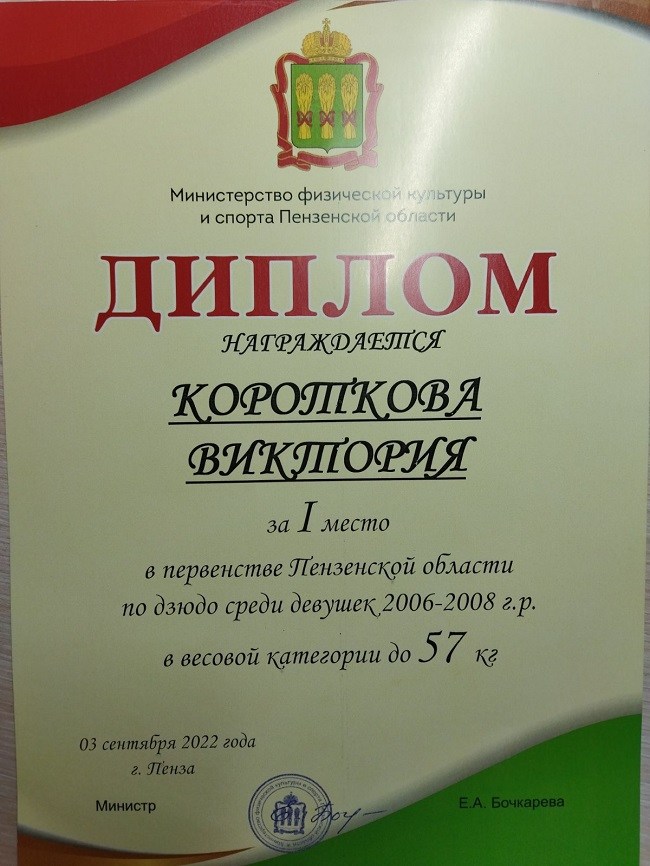 Министерство физической культуры
и спорта Пензенской области
ДИПЛОМ
НАГРАЖДАЕТСЯ
КОРОТКОВА
ВИКТОРИЯ
за I место
в первенстве Пензенской области
по дзюдо среди девушек 2006-2008 г.р.
в весовой категории до 57 кг
03 сентября 2022 года
г. Пенза
Министр
Е.А. Бочкарева